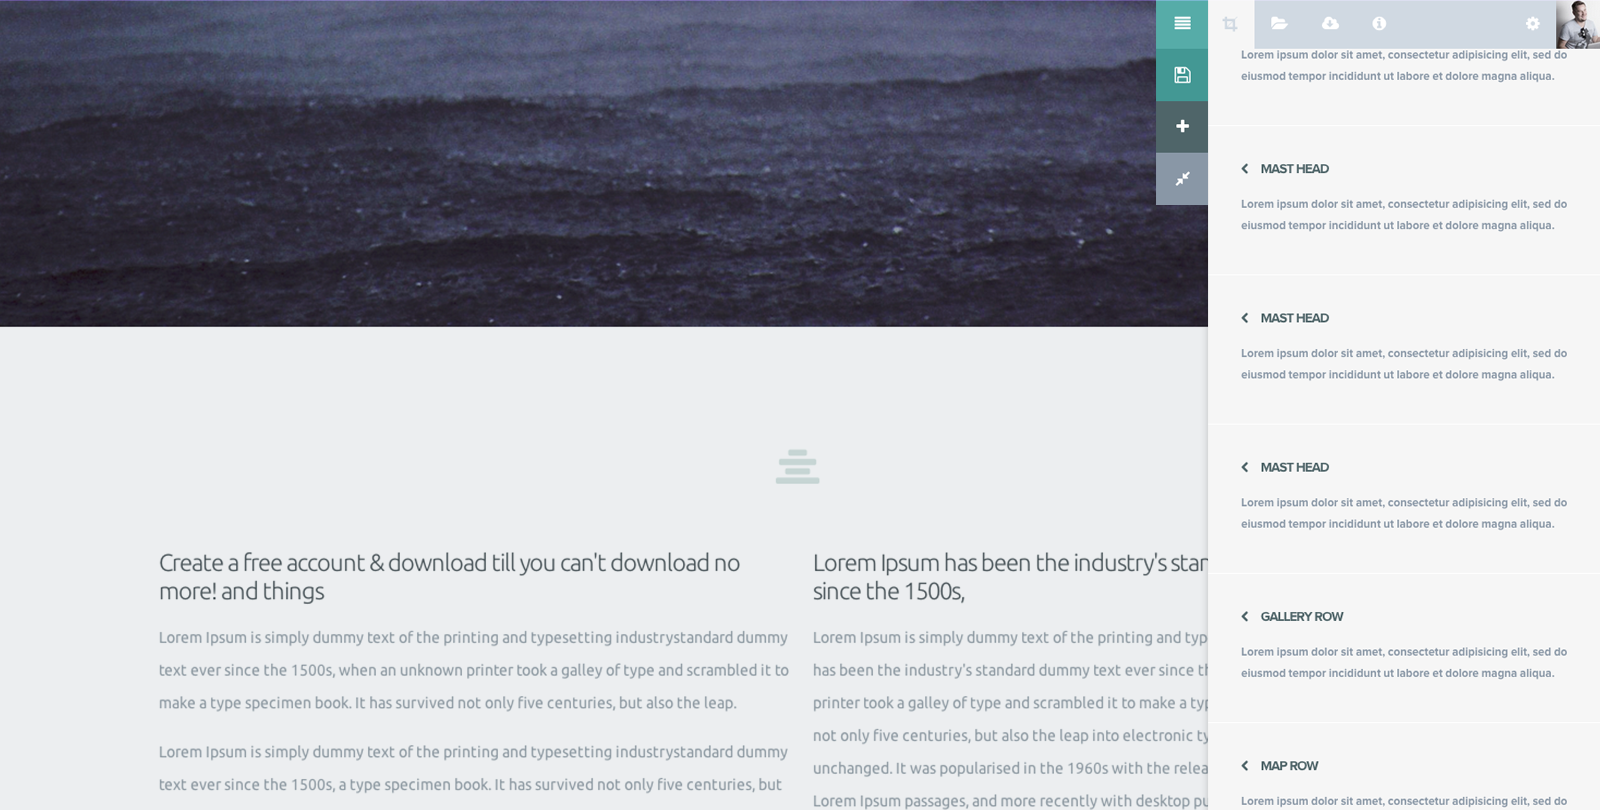 Create a free account & download till you can't download no
more! and things
Lorem Ipsum is simply dummy text of the printing and typesetting industrystandard dummy
text ever since the 1500s, when an unknown printer took a galley of type and scrambled it to
make a type specimen book. It has survived not only five centuries, but also the leap.
Lorem Ipsum is simply dummy text of the printing and typesetting industrystandard dummy
text ever since the 1500s, a type specimen book. It has survived not only five centuries, but
Lorem Ipsum has been the industry's
since the 1500s,
Lorem Ipsum is simply dummy text of the printing and
has been the industry's standard dummy text ever since
printer took a galley of type and scrambled it to make a
not only five centuries, but also the leap into electronic
unchanged. It was popularised in the 1960s with the
Lorem Ipsum passages, and more recently with desktop
Lorem ipsum dolor sit amet, consectetur adipisicing elit, sed do
eiusmod tempor incididunt ut labore et dolore magna aliqua.
MAST HEAD
Lorem ipsum dolor sit amet, consectetur adipisicing elit, sed do
eiusmod tempor incididunt ut labore et dolore magna aliqua.
MAST HEAD
Lorem ipsum dolor sit amet, consectetur adipisicing elit, sed do
eiusmod tempor incididunt ut labore et dolore magna aliqua.
MAST HEAD
Lorem ipsum dolor sit amet, consectetur adipisicing elit, sed do
eiusmod tempor incididunt ut labore et dolore magna aliqua.
GALLERY ROW
Lorem ipsum dolor sit amet, consectetur adipisicing elit, sed do
eiusmod tempor incididunt ut labore et dolore magna aliqua.
MAP ROW
Lorem ipsum dolor sit amet, consectetur adipisicing elit, sed do